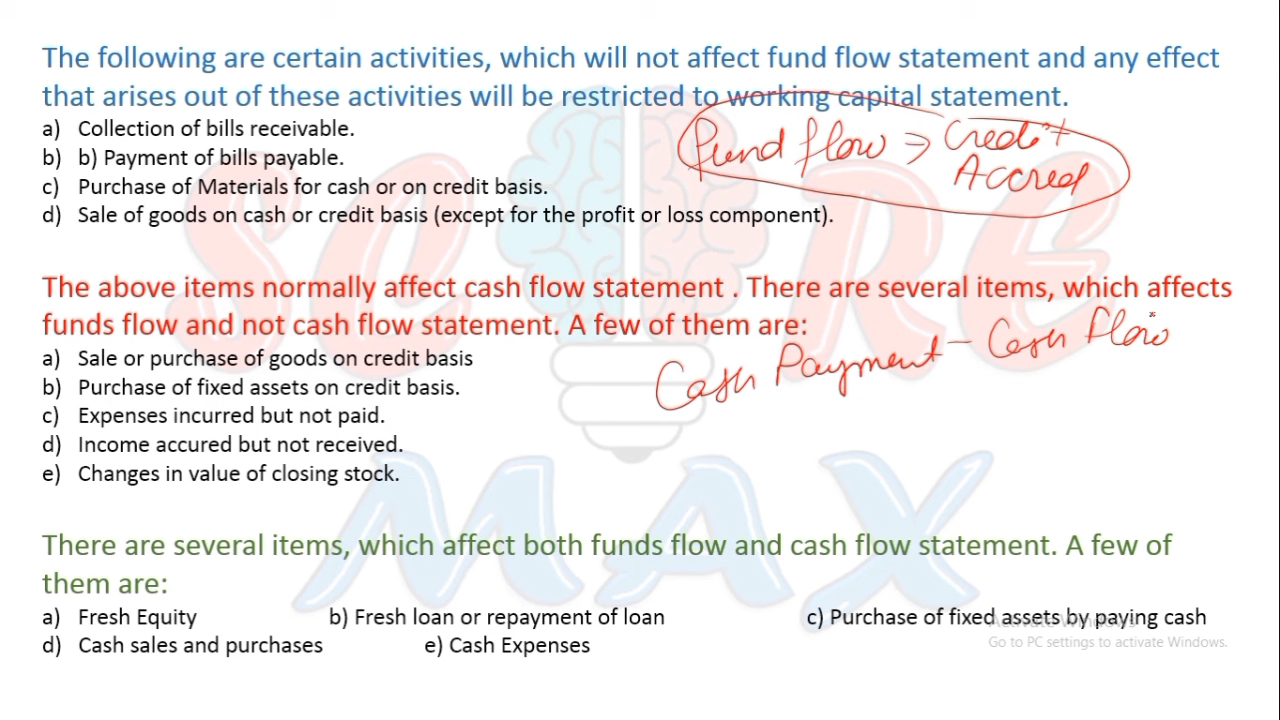 The following are certain activities, which will not affect fund flow statement and any effect
that arises out of these activities will be restricted to working capital statement.
a) Collection of bills receivable.
b) b) Payment of bills payable.
c) Purchase of Materials for cash or on credit basis.
d) Sale of goods on cash or credit basis (except for the profit or loss component).
Fund flow => Credit
Accred
The above items normally affect cash flow statement . There are several items, which affects
funds flow and not cash flow statement. A few of them are:
Cash Payment - Cash flow
a) Sale or purchase of goods on credit basis
b) Purchase of fixed assets on credit basis.
c) Expenses incurred but not paid.
d) Income accured but not received.
e) Changes in value of closing stock.
There are several items, which affect both funds flow and cash flow statement. A few of
them are:
a) Fresh Equity b) Fresh loan or repayment of loan c) Purchase of fixed assets by paying cash
d) Cash sales and purchases e) Cash Expenses
Activate Windows
Go to PC settings to activate Windows.
SCORE
MAX